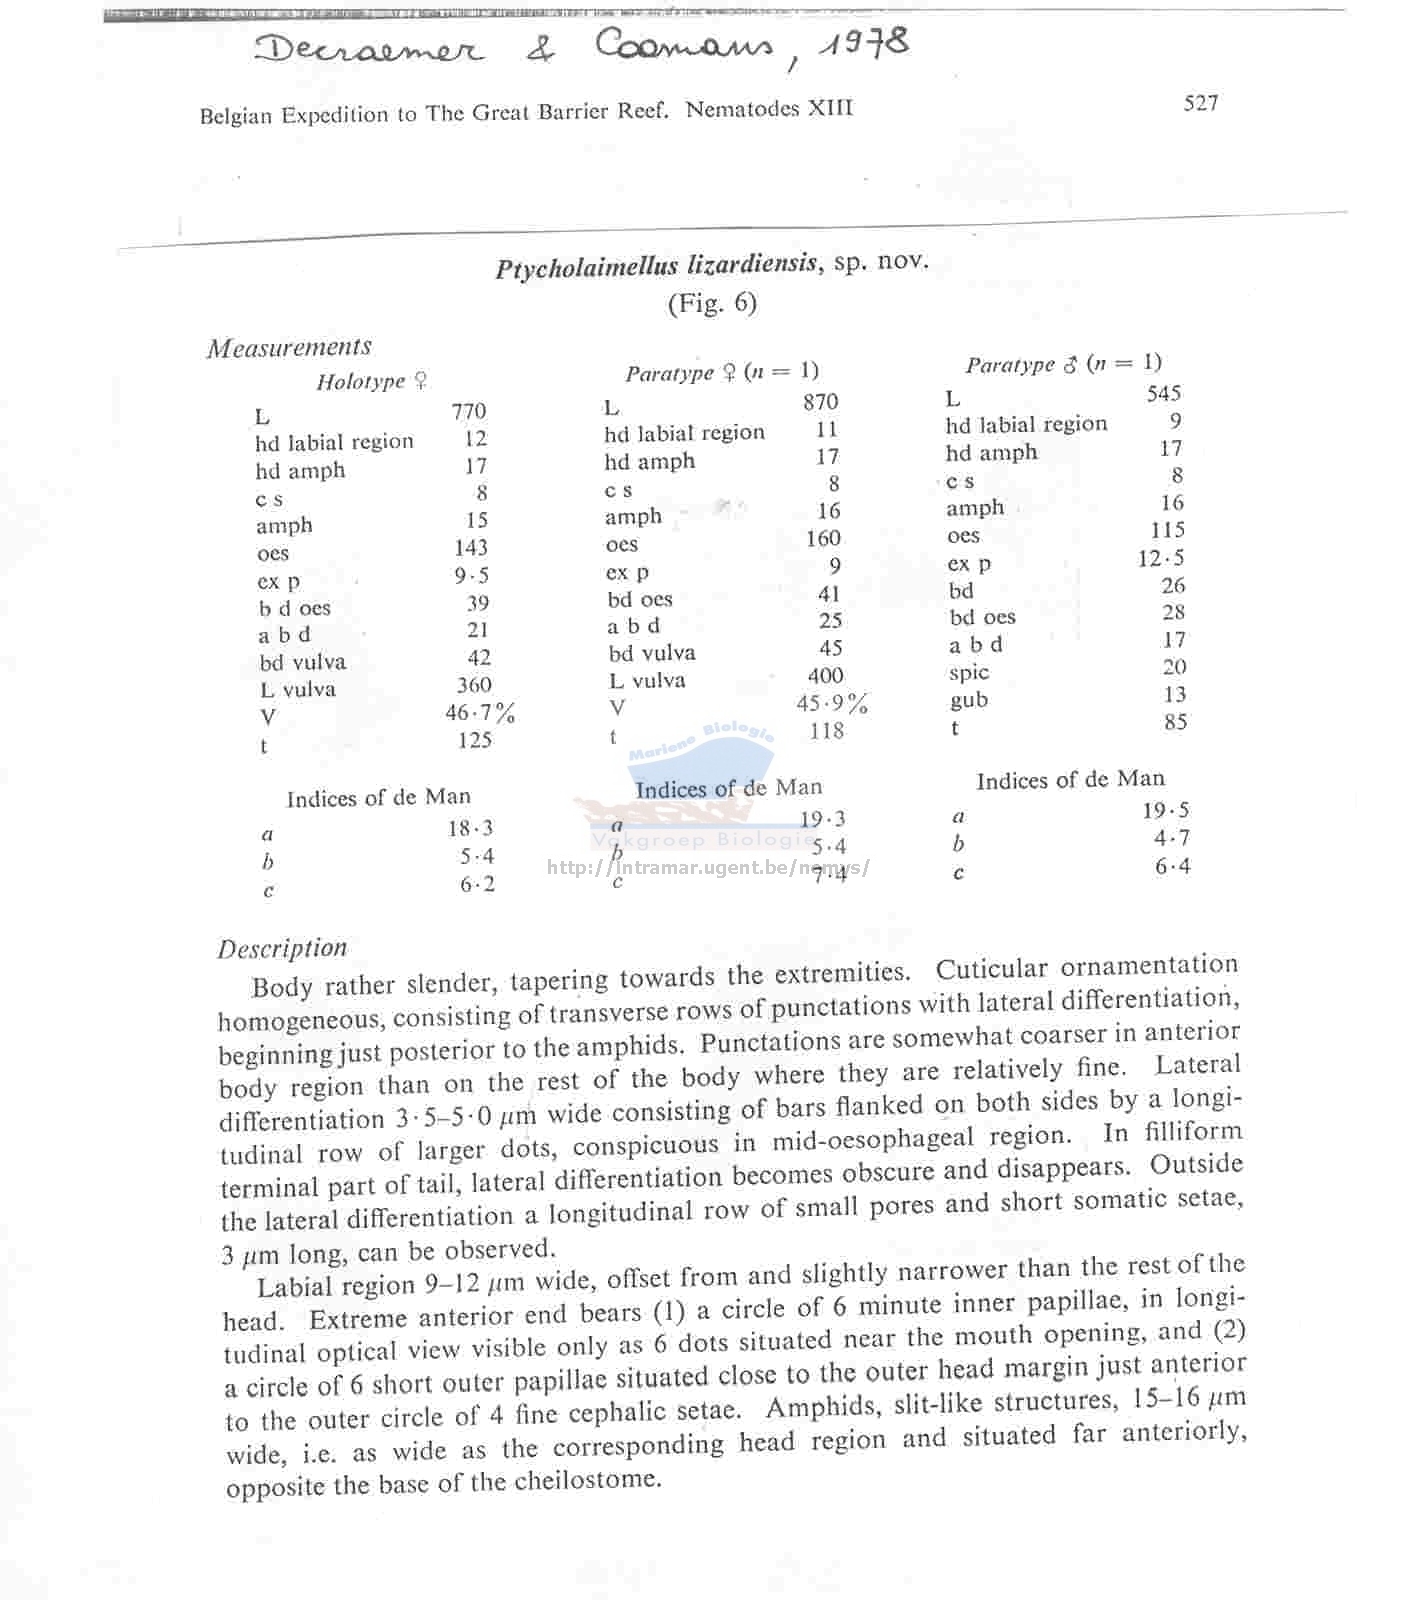 Decraemer & Coomans, 1978
Belgian Expedition to The Great Barrier Reef. Nematodes XIII 527
Ptycholaimellus lizardiensis, sp. nov.
(Fig. 6)
Measurements
Holotype ♀ Paratype ♀ (n = 1) Paratype ♂ (n = 1)
L 770 L 870 L 545
hd labial region 12 hd labial region 11 hd labial region 9
hd amph 17 hd amph 17 hd amph 17
c s 8 c s 8 c s 8
amph 15 amph 16 amph 16
oes 143 oes 160 oes 115
ex p 9·5 ex p 9 ex p 12·5
b d oes 39 bd oes 41 bd 26
a b d 21 a b d 25 bd oes 28
bd vulva 42 bd vulva 45 a b d 17
L vulva 360 L vulva 400 spic 20
V 46·7% V 45·9% gub 13
t 125 t 118 t 85
Mariene Biologie
Indices of de Man Indices of de Man Indices of de Man
a 18·3 a 19·3 a 19·5
Vakgroep Biologie
b 5·4 b 5·4 b 4·7
http://intramar.ugent.be/nemys/
c 6·2 c 7·4 c 6·4
Description
Body rather slender, tapering towards the extremities. Cuticular ornamentation
homogeneous, consisting of transverse rows of punctations with lateral differentiation,
beginning just posterior to the amphids. Punctations are somewhat coarser in anterior
body region than on the rest of the body where they are relatively fine. Lateral
differentiation 3·5–5·0 μm wide consisting of bars flanked on both sides by a longi-
tudinal row of larger dots, conspicuous in mid-oesophageal region. In filliform
terminal part of tail, lateral differentiation becomes obscure and disappears. Outside
the lateral differentiation a longitudinal row of small pores and short somatic setae,
3 μm long, can be observed.
Labial region 9–12 μm wide, offset from and slightly narrower than the rest of the
head. Extreme anterior end bears (1) a circle of 6 minute inner papillae, in longi-
tudinal optical view visible only as 6 dots situated near the mouth opening, and (2)
a circle of 6 short outer papillae situated close to the outer head margin just anterior
to the outer circle of 4 fine cephalic setae. Amphids, slit-like structures, 15–16 μm
wide, i.e. as wide as the corresponding head region and situated far anteriorly,
opposite the base of the cheilostome.